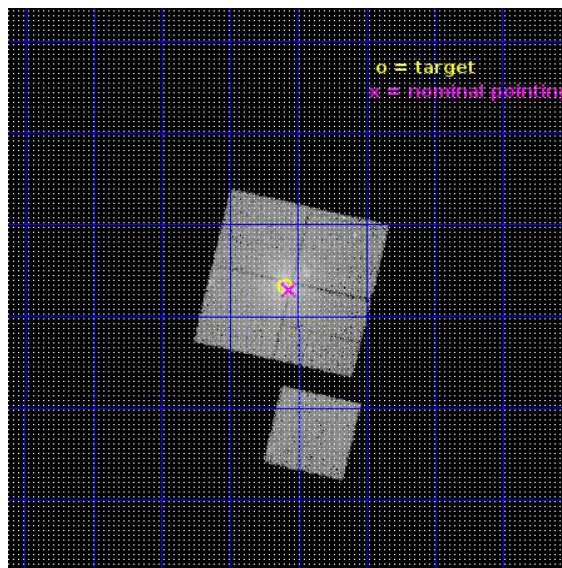 o = target
x = nominal pointing